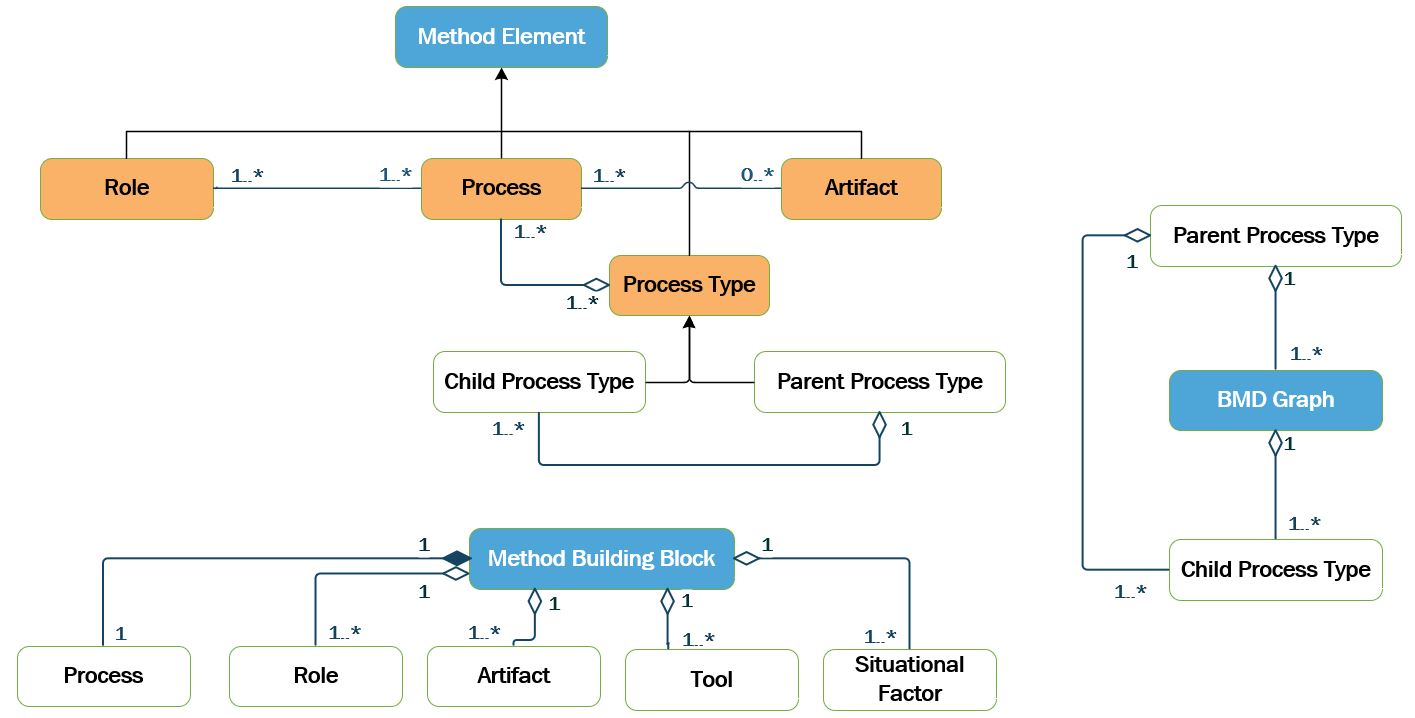 Method Element
Role
1..*
1..*
Process
1..*
0..*
Artifact
1..*
1..*
Process Type
Child Process Type
Parent Process Type
1..*
1
Parent Process Type
1
1
1..*
BMD Graph
1
1..*
Child Process Type
1..*
1
Method Building Block
1
1
1
1
1
1..*
1..*
1..*
1..*
Process
Role
Artifact
Tool
Situational
Factor